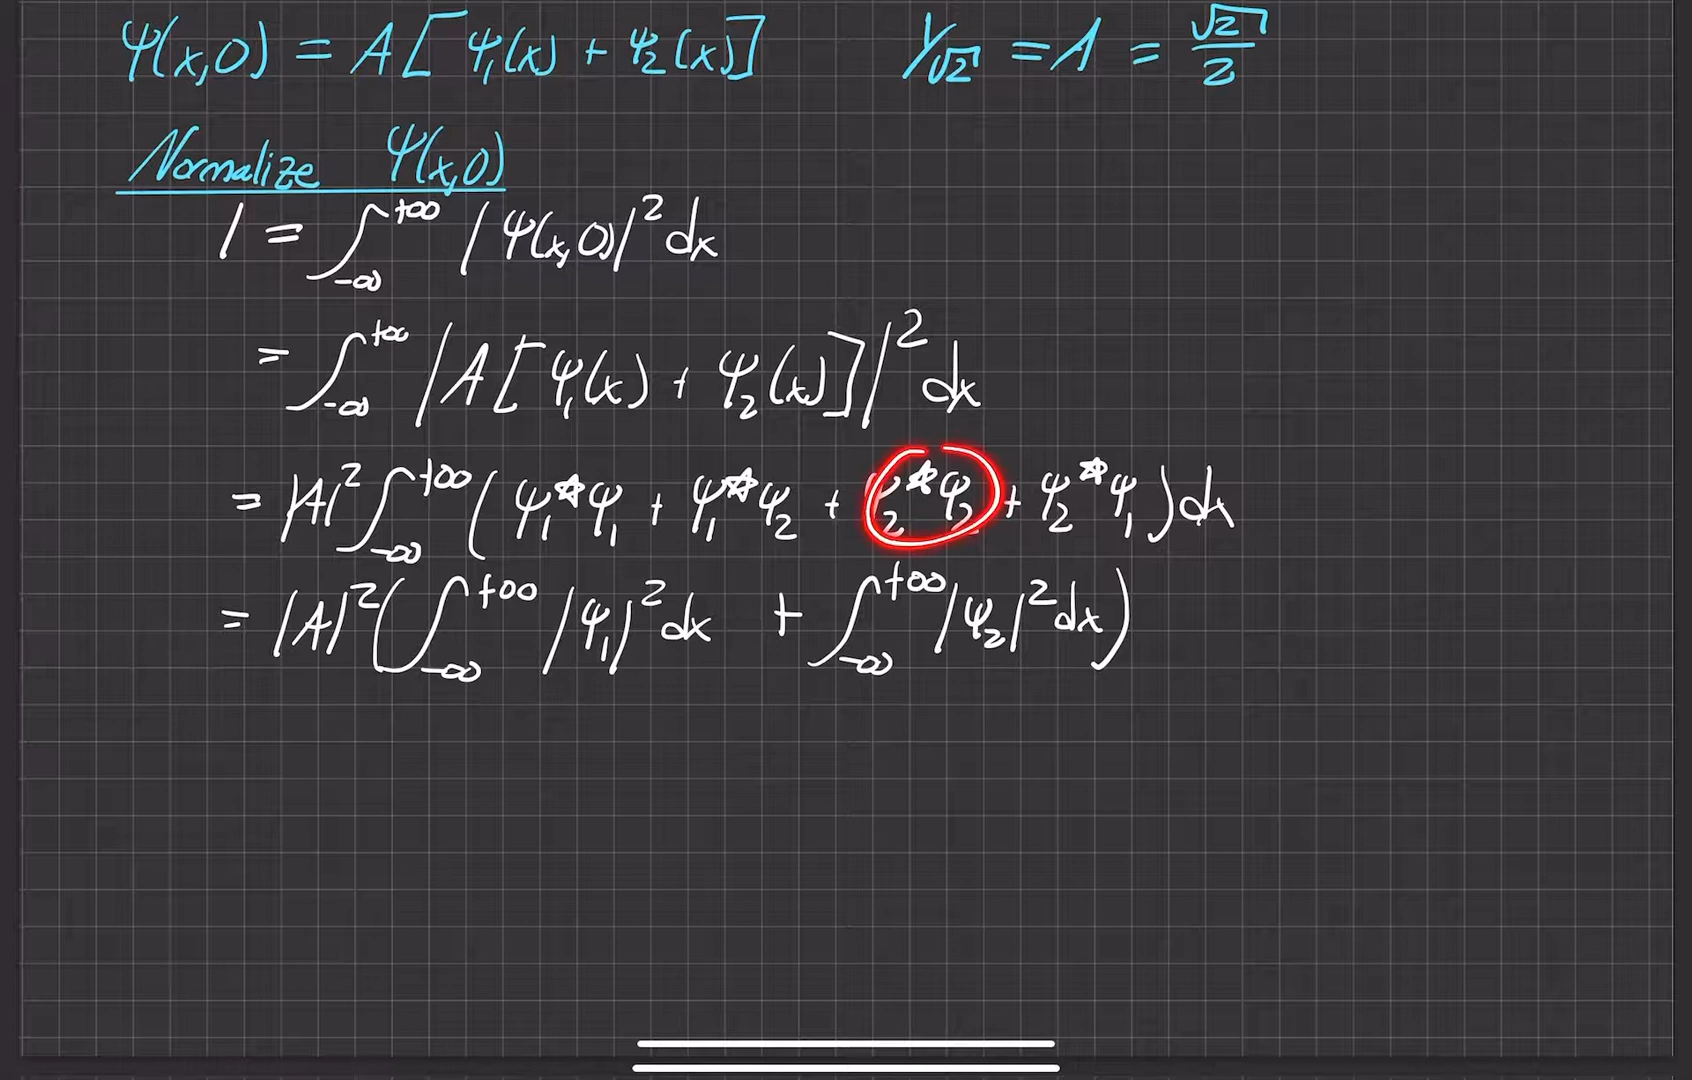 Ψ(x,0) = A[ψ₁(x) + ψ₂(x)]    1/√2 = A = √2/2
Normalize Ψ(x,0)
1 = ∫_{-∞}^{+∞} |Ψ(x,0)|² dx
= ∫_{-∞}^{+∞} |A[ψ₁(x) + ψ₂(x)]|² dx
= |A|² ∫_{-∞}^{+∞} (ψ₁*ψ₁ + ψ₁*ψ₂ + ψ₂*ψ₂ + ψ₂*ψ₁) dx
= |A|² (∫_{-∞}^{+∞} |ψ₁|² dx + ∫_{-∞}^{+∞} |ψ₂|² dx)